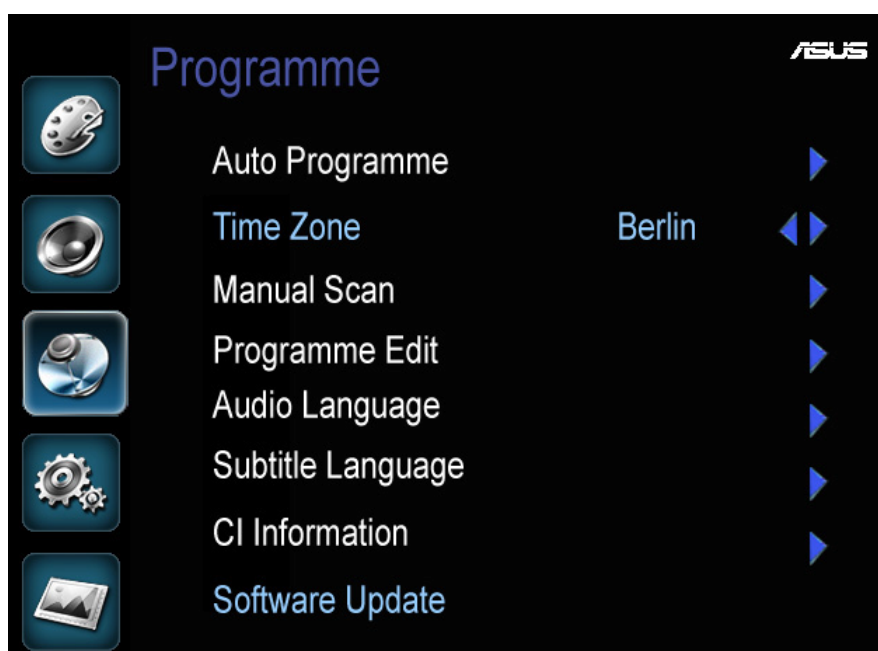 Programme
ASUS
Auto Programme
Time Zone Berlin
Manual Scan
Programme Edit
Audio Language
Subtitle Language
CI Information
Software Update